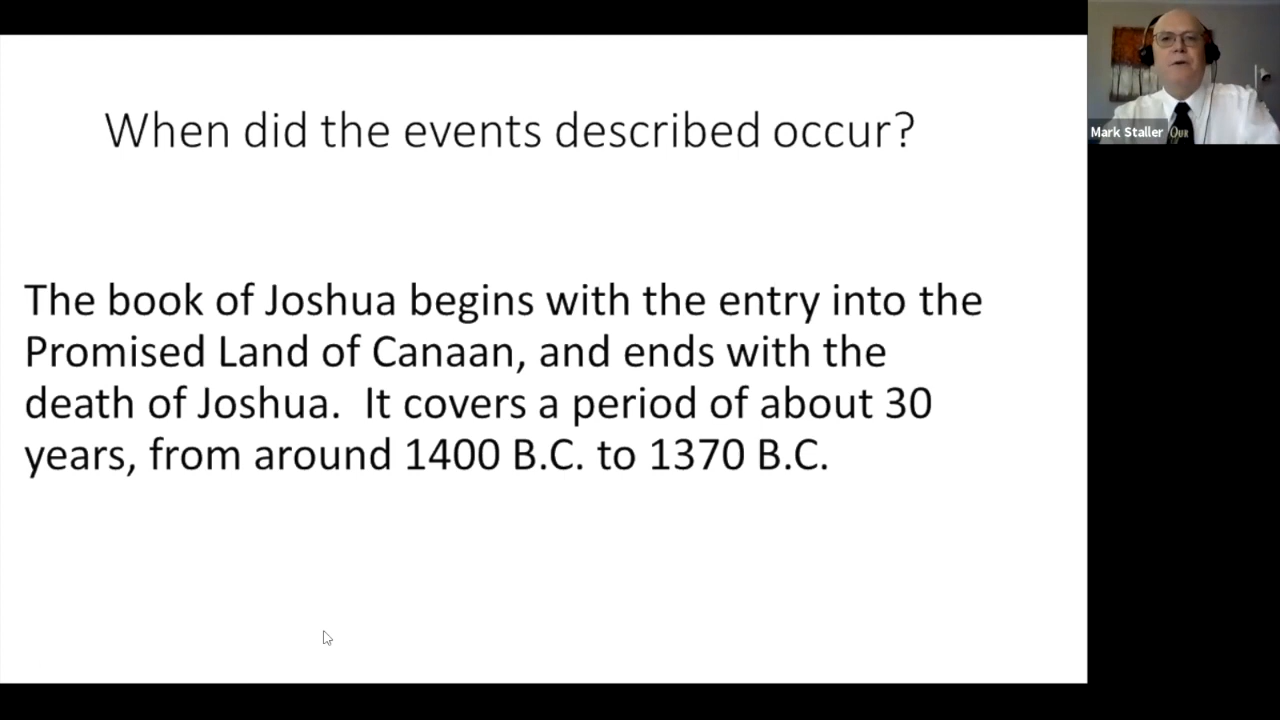 When did the events described occur?
The book of Joshua begins with the entry into the
Promised Land of Canaan, and ends with the
death of Joshua.  It covers a period of about 30
years, from around 1400 B.C. to 1370 B.C.
Mark Staller
Our